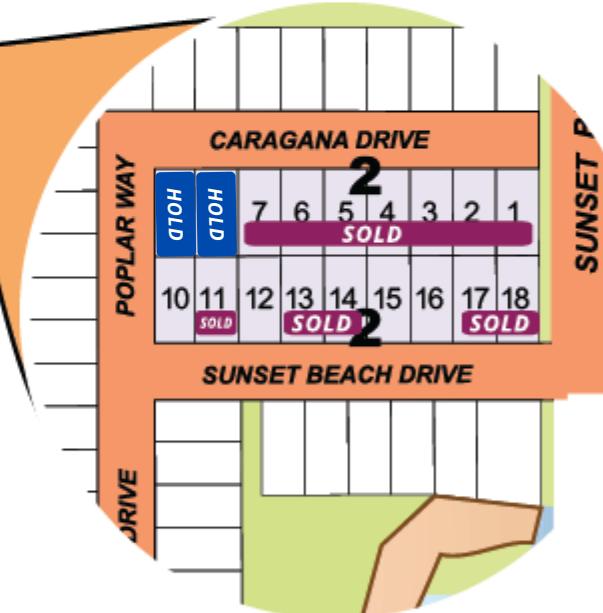 CARAGANA DRIVE
2
POPLAR WAY
HOLD
HOLD
7 6 5 4 3 2 1
SOLD
SUNSET
10 11 12 13 14 15 16 17 18
SOLD
SOLD
SOLD
2
SUNSET BEACH DRIVE
DRIVE